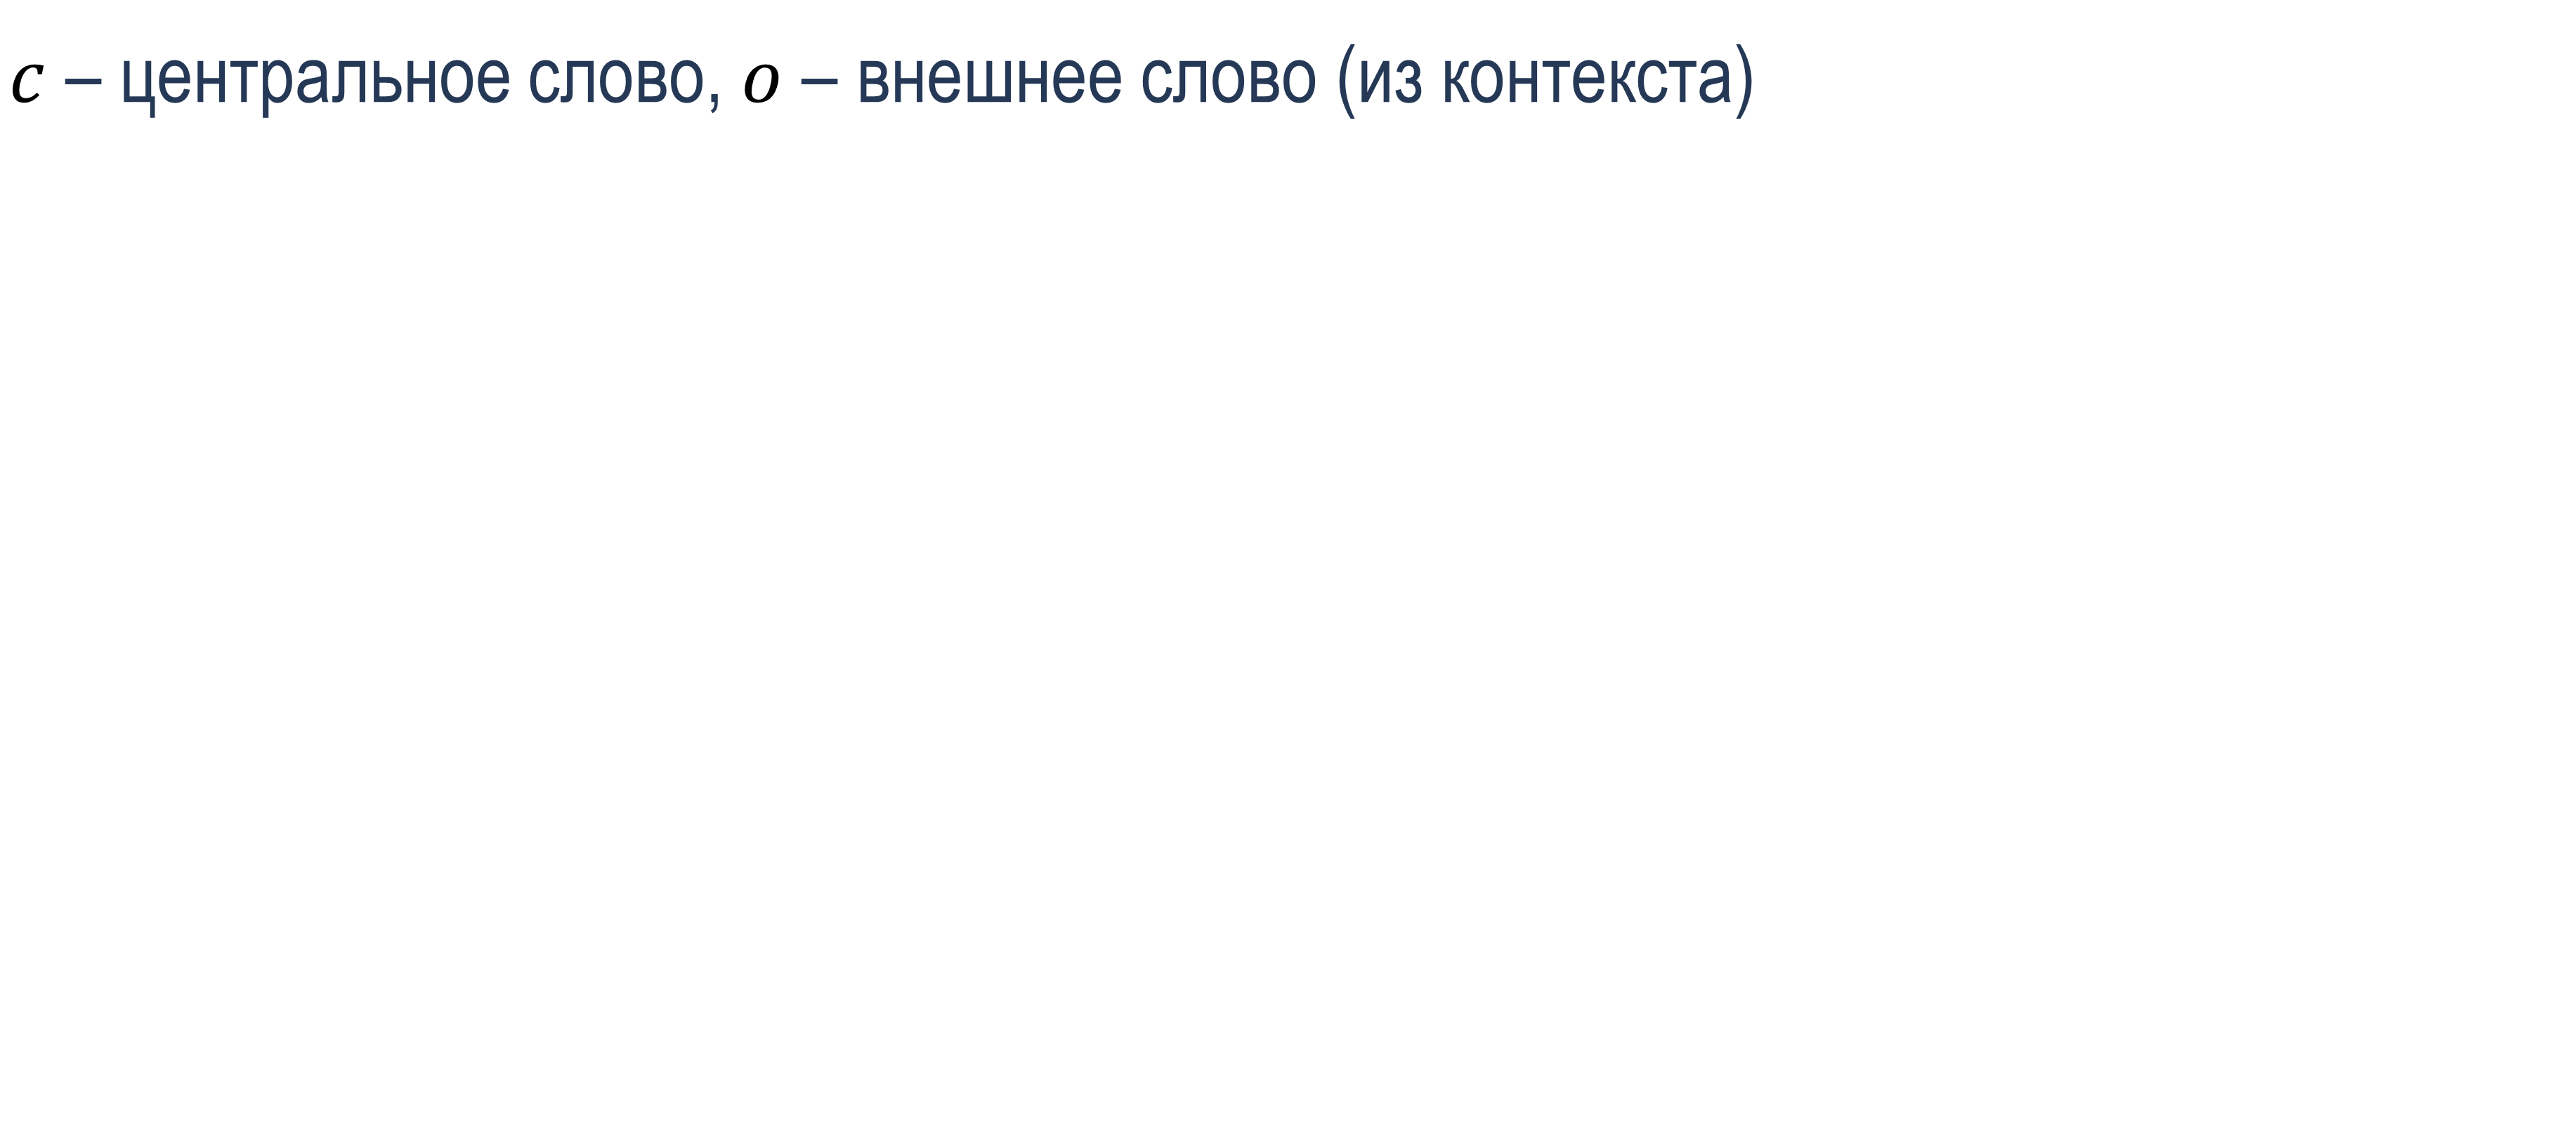 c – центральное слово, o – внешнее слово (из контекста)